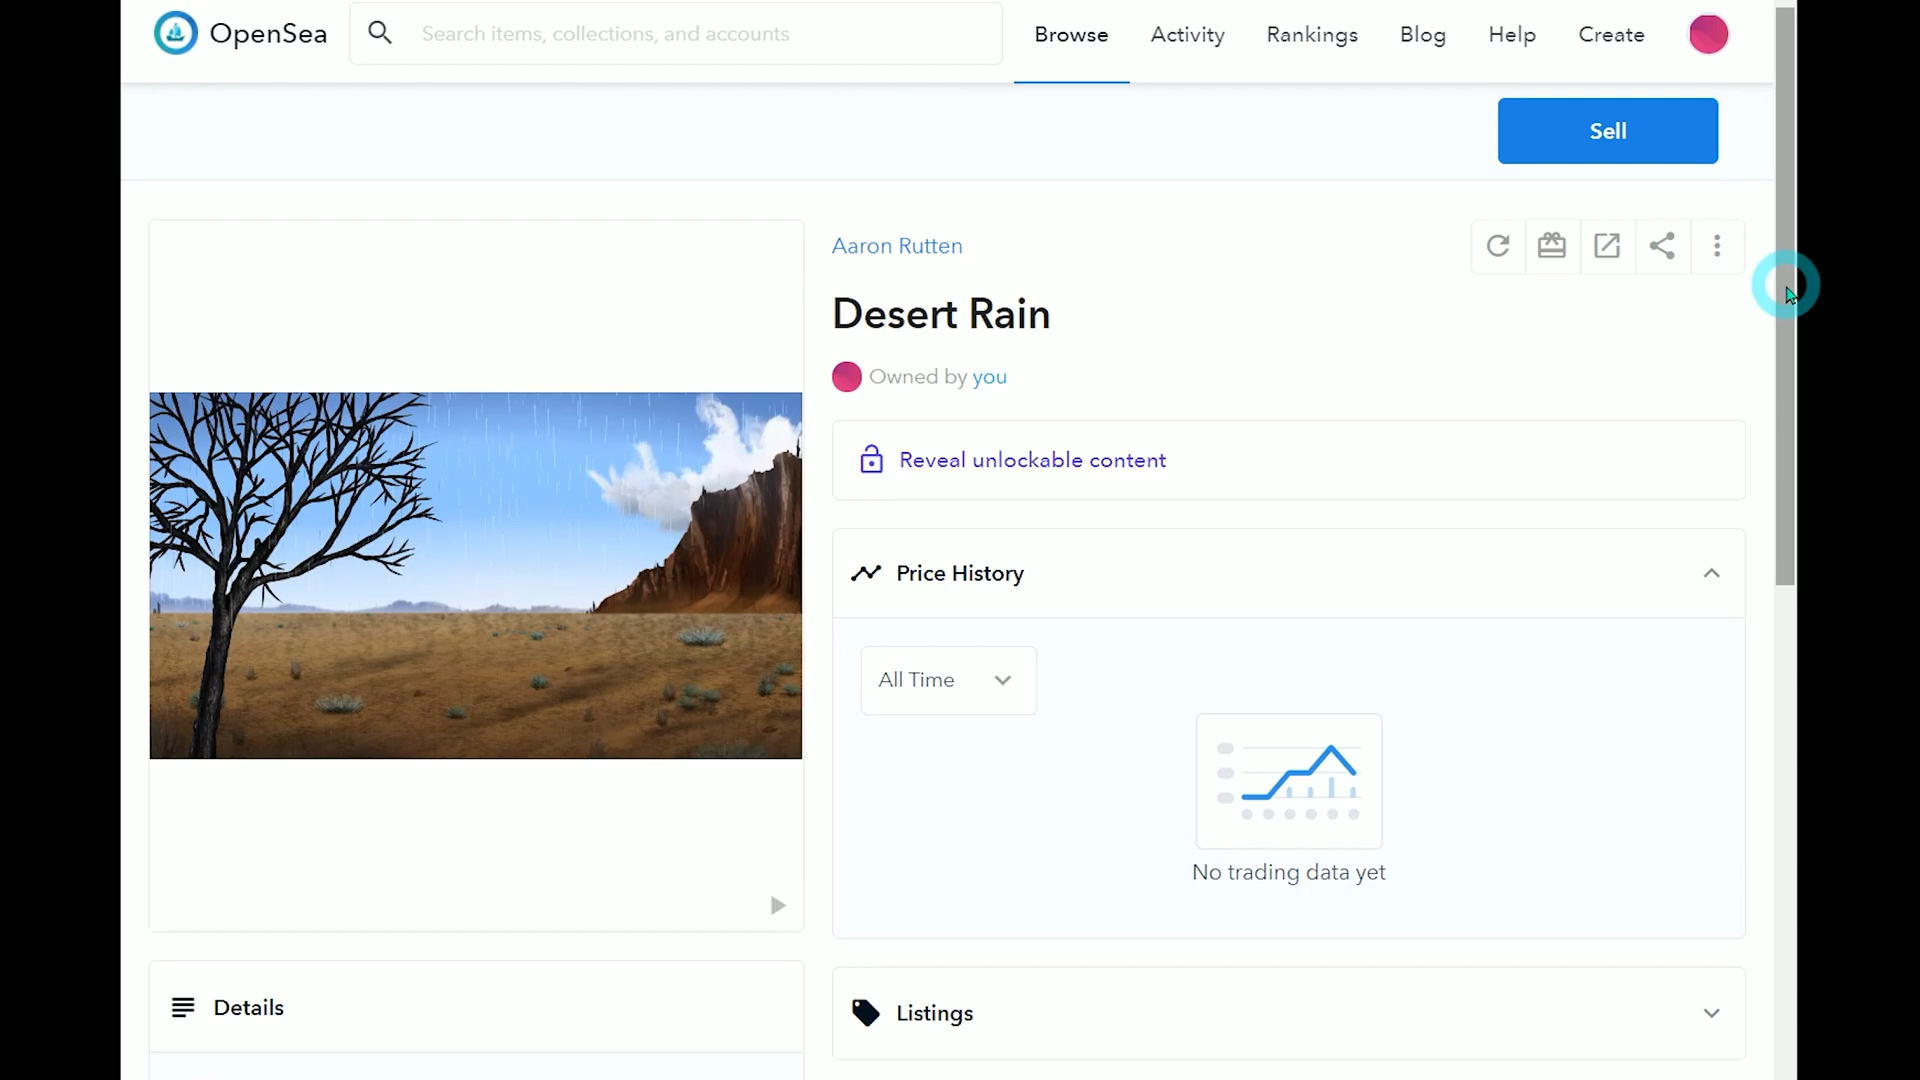 OpenSea
Search items, collections, and accounts
Browse
Activity
Rankings
Blog
Help
Create
Sell
Aaron Rutten
Desert Rain
Owned by you
Reveal unlockable content
Price History
All Time
No trading data yet
Details
Listings